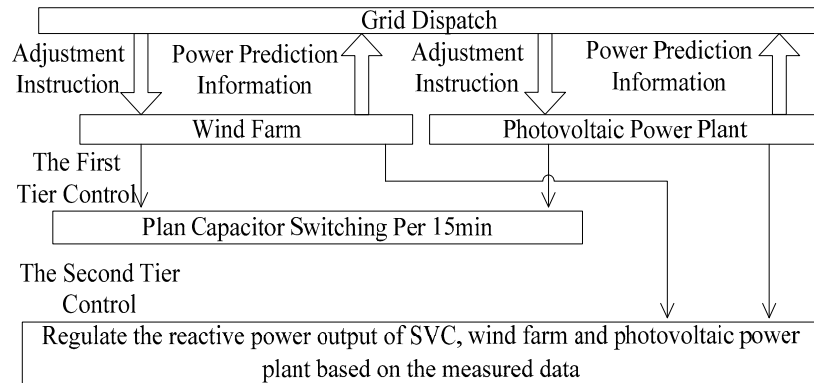 Grid Dispatch
Adjustment
Instruction
Power Prediction
Information
Adjustment
Instruction
Power Prediction
Information
Wind Farm
Photovoltaic Power Plant
The First
Tier Control
Plan Capacitor Switching Per 15min
The Second Tier
Control
Regulate the reactive power output of SVC, wind farm and photovoltaic power
plant based on the measured data